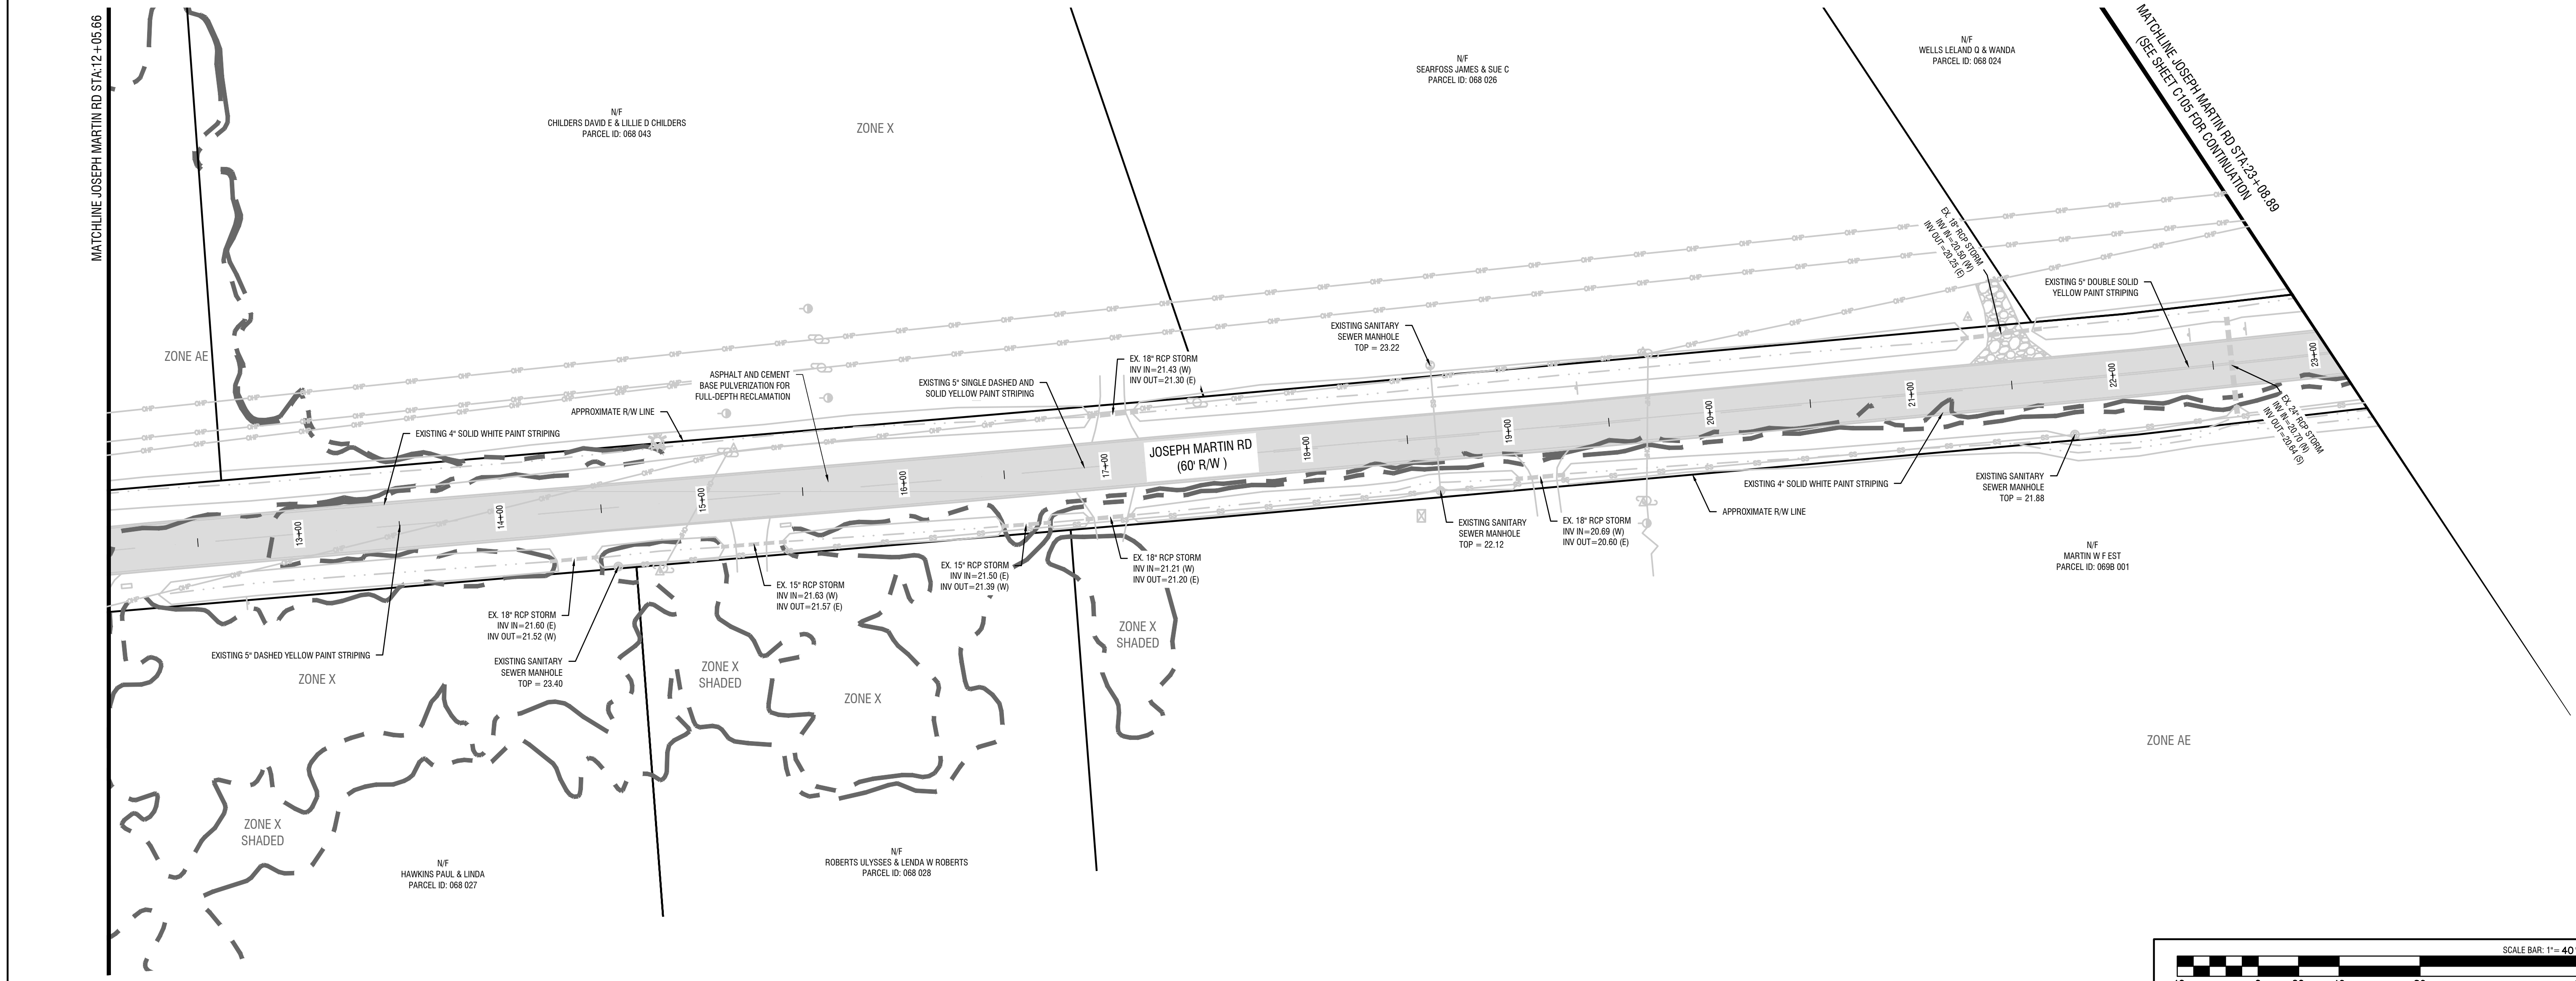 MATCHLINE JOSEPH MARTIN RD STA:12+05.66
MATCHLINE JOSEPH MARTIN RD STA:23+08.89
(SEE SHEET C105 FOR CONTINUATION
N/F
WELLS LELAND Q & WANDA
PARCEL ID: 068 024
N/F
SEARFOSS JAMES & SUE C
PARCEL ID: 068 026
N/F
CHILDERS DAVID E & LILLIE D CHILDERS
PARCEL ID: 068 043
ZONE X
ZONE AE
EX. 18" RCP STORM
INV IN=20.50 (W)
INV OUT=20.25 (E)
EXISTING 5" DOUBLE SOLID
YELLOW PAINT STRIPING
EXISTING SANITARY
SEWER MANHOLE
TOP = 23.22
EX. 18" RCP STORM
INV IN=21.43 (W)
INV OUT=21.30 (E)
ASPHALT AND CEMENT
BASE PULVERIZATION FOR
FULL-DEPTH RECLAMATION
EXISTING 5" SINGLE DASHED AND
SOLID YELLOW PAINT STRIPING
APPROXIMATE R/W LINE
EXISTING 4" SOLID WHITE PAINT STRIPING
JOSEPH MARTIN RD
(60' R/W )
13+00
14+00
15+00
16+00
17+00
18+00
19+00
20+00
21+00
22+00
23+00
EX. 24" RCP STORM
INV IN=20.70 (N)
INV OUT=20.64 (S)
EXISTING 4" SOLID WHITE PAINT STRIPING
EXISTING SANITARY
SEWER MANHOLE
TOP = 21.88
APPROXIMATE R/W LINE
EXISTING SANITARY
SEWER MANHOLE
TOP = 22.12
EX. 18" RCP STORM
INV IN=20.69 (W)
INV OUT=20.60 (E)
EX. 15" RCP STORM
INV IN=21.50 (E)
INV OUT=21.39 (W)
EX. 18" RCP STORM
INV IN=21.21 (W)
INV OUT=21.20 (E)
EX. 15" RCP STORM
INV IN=21.63 (W)
INV OUT=21.57 (E)
EX. 18" RCP STORM
INV IN=21.60 (E)
INV OUT=21.52 (W)
EXISTING 5" DASHED YELLOW PAINT STRIPING
EXISTING SANITARY
SEWER MANHOLE
TOP = 23.40
N/F
MARTIN W F EST
PARCEL ID: 069B 001
ZONE X
ZONE X
SHADED
ZONE X
ZONE X
SHADED
ZONE AE
ZONE X
SHADED
N/F
HAWKINS PAUL & LINDA
PARCEL ID: 068 027
N/F
ROBERTS ULYSSES & LENDA W ROBERTS
PARCEL ID: 068 028
SCALE BAR: 1"= 40'